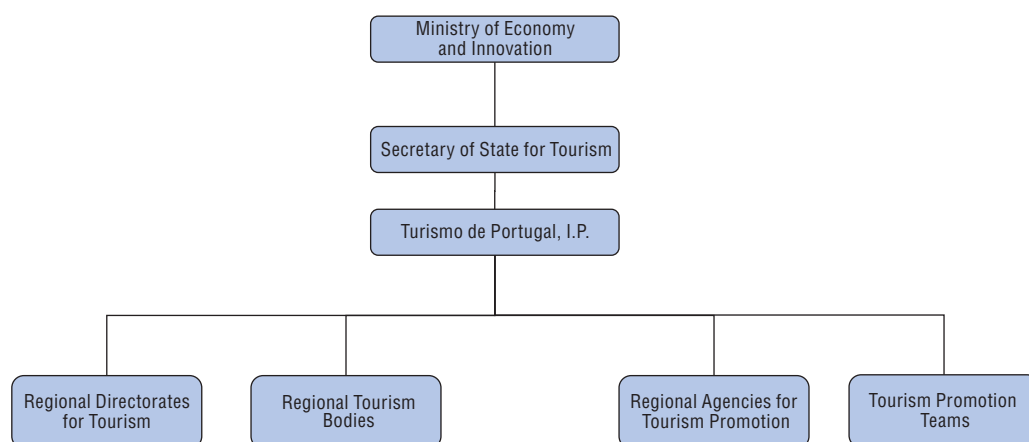 Ministry of Economy
and Innovation
Secretary of State for Tourism
Turismo de Portugal, I.P.
Regional Directorates
for Tourism
Regional Tourism
Bodies
Regional Agencies for
Tourism Promotion
Tourism Promotion
Teams